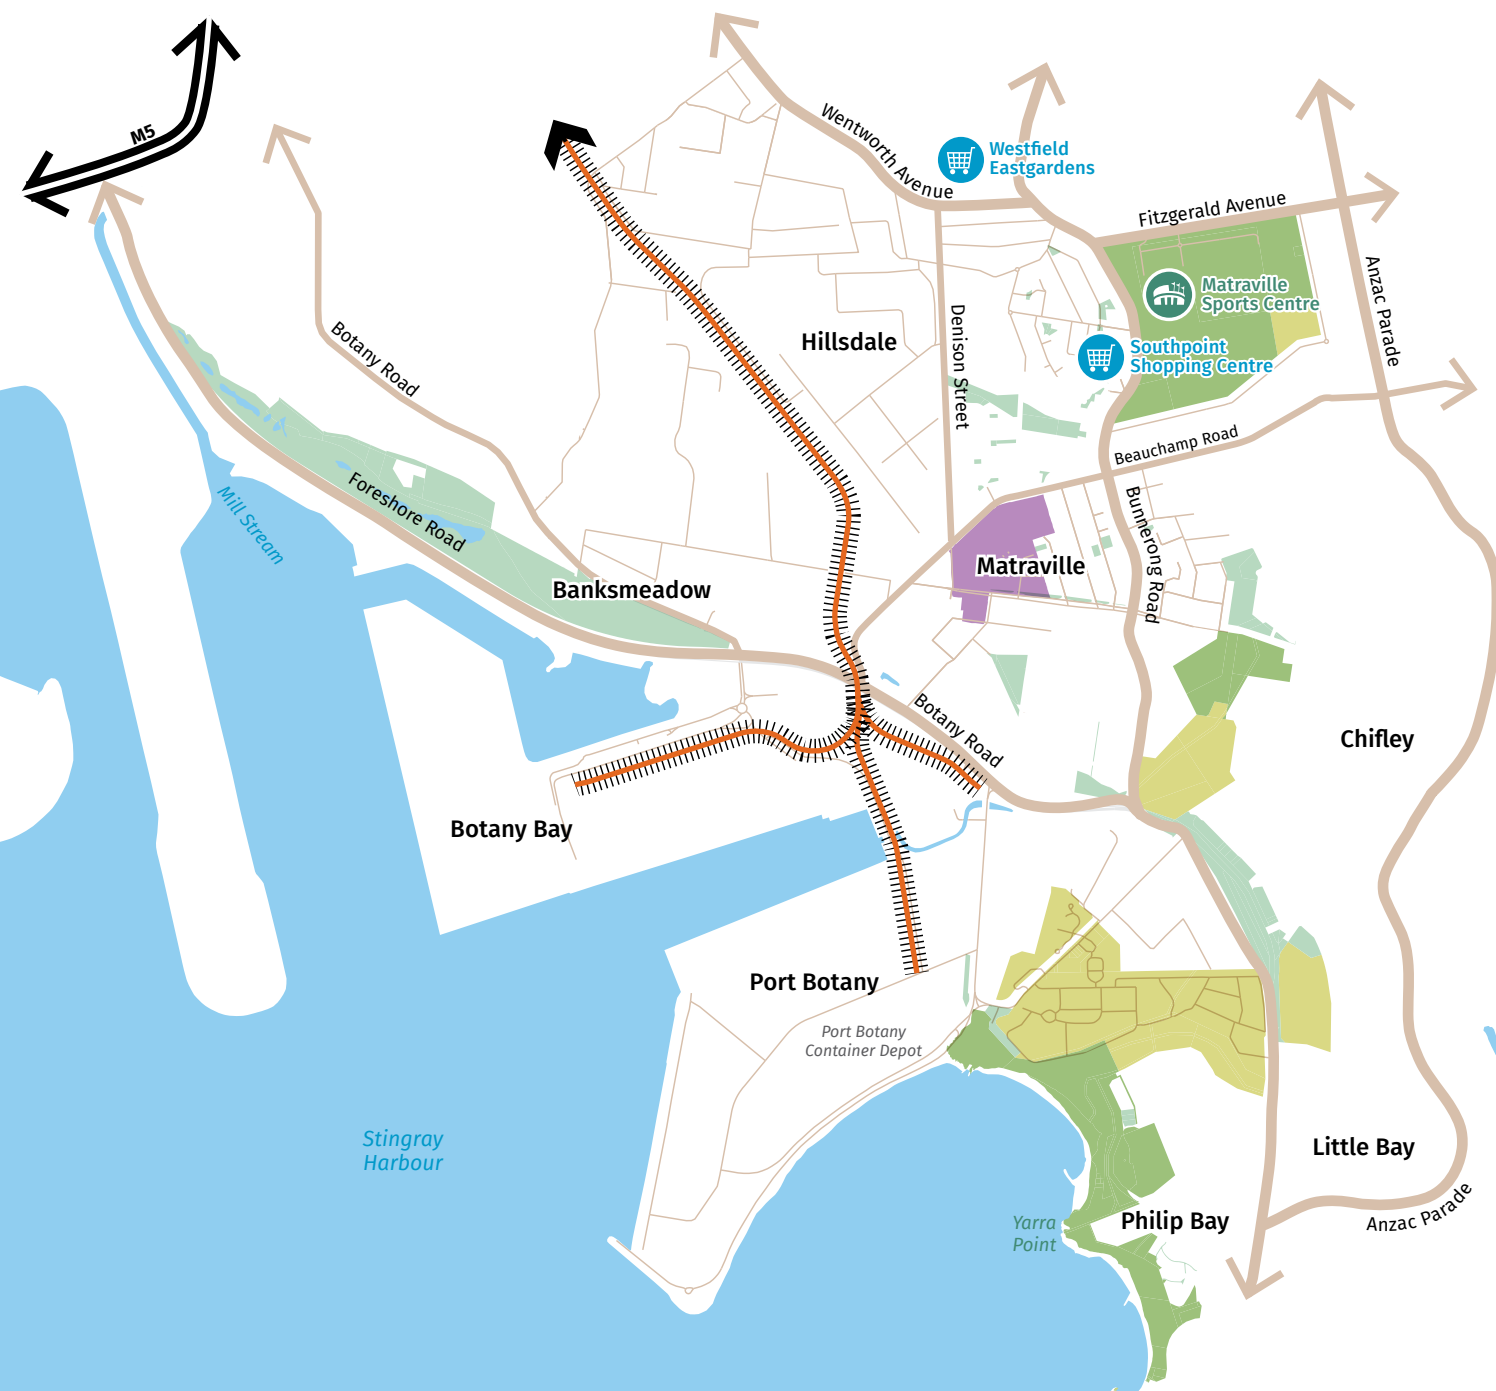 M5
Wentworth Avenue
Westfield
Eastgardens
Fitzgerald Avenue
Anzac Parade
Matraville
Sports Centre
Botany Road
Hillsdale
Denison Street
Southpoint
Shopping Centre
Beauchamp Road
Mill Stream
Foreshore Road
Bunnerong Road
Matraville
Banksmeadow
Botany Road
Chifley
Botany Bay
Port Botany
Port Botany
Container Depot
Stingray
Harbour
Little Bay
Yarra
Point
Philip Bay
Anzac Parade